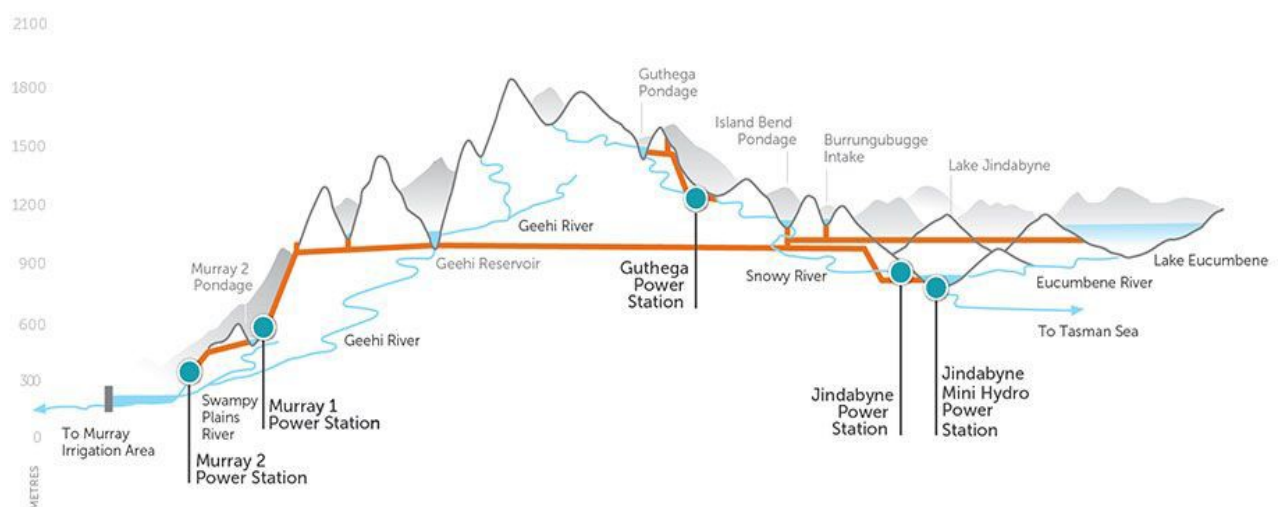 2100
1800
1500
1200
900
600
300
0
METRES
Guthega
Pondage
Island Bend
Pondage
Burrungubugge
Intake
Lake Jindabyne
Geehi River
Geehi Reservoir
Murray 2
Pondage
Guthega
Power
Station
Snowy River
Lake Eucumbene
Eucumbene River
To Tasman Sea
Geehi River
Jindabyne
Power
Station
Jindabyne
Mini Hydro
Power
Station
Swampy
Plains
River
Murray 1
Power Station
To Murray
Irrigation Area
Murray 2
Power Station